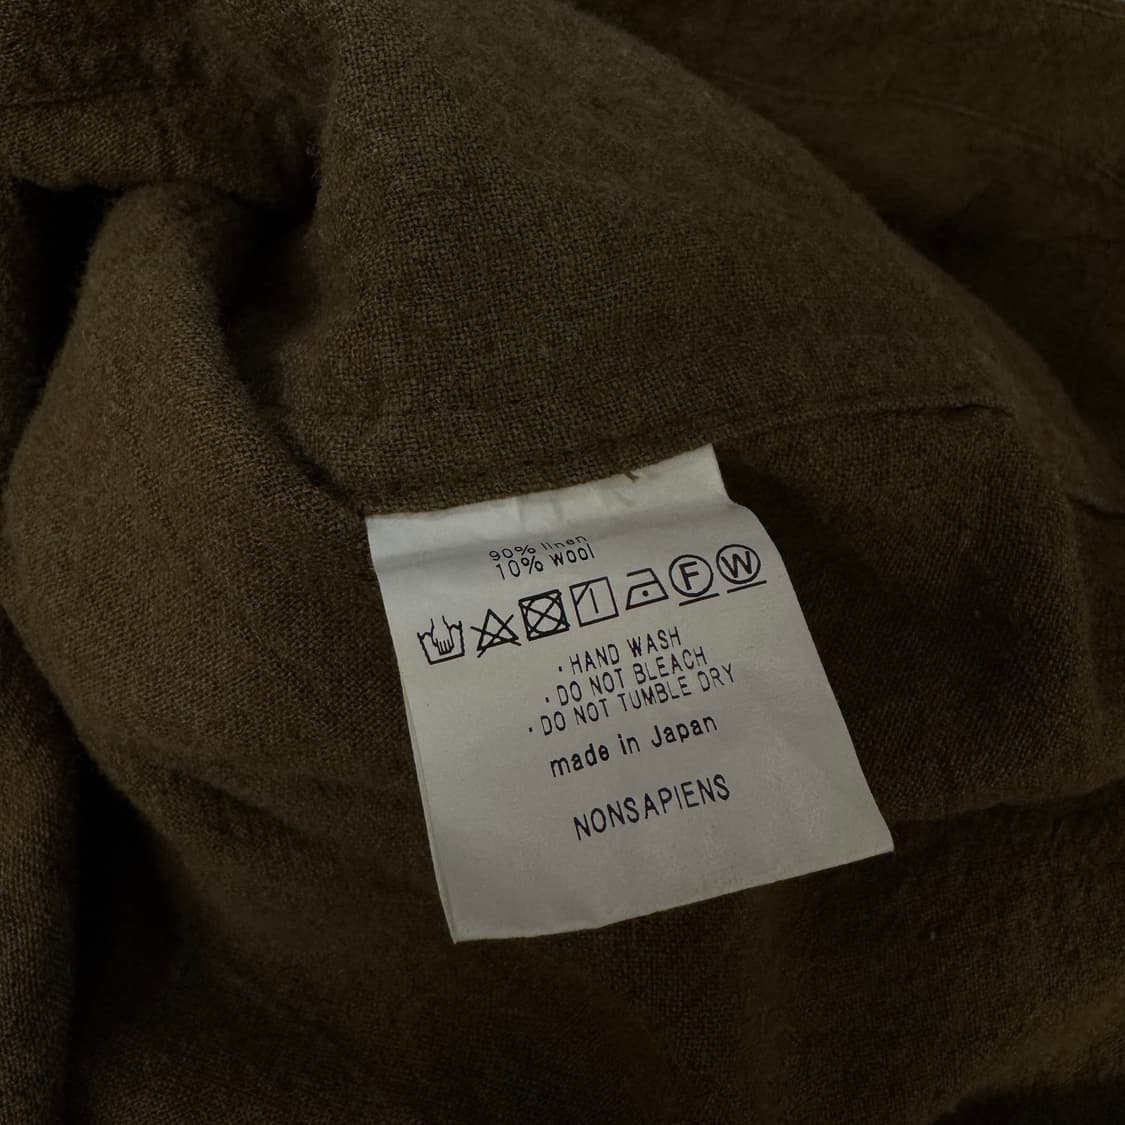 90% linen
10% wool
F W
· HAND WASH
· DO NOT BLEACH
· DO NOT TUMBLE DRY
made in Japan
NONSAPIENS